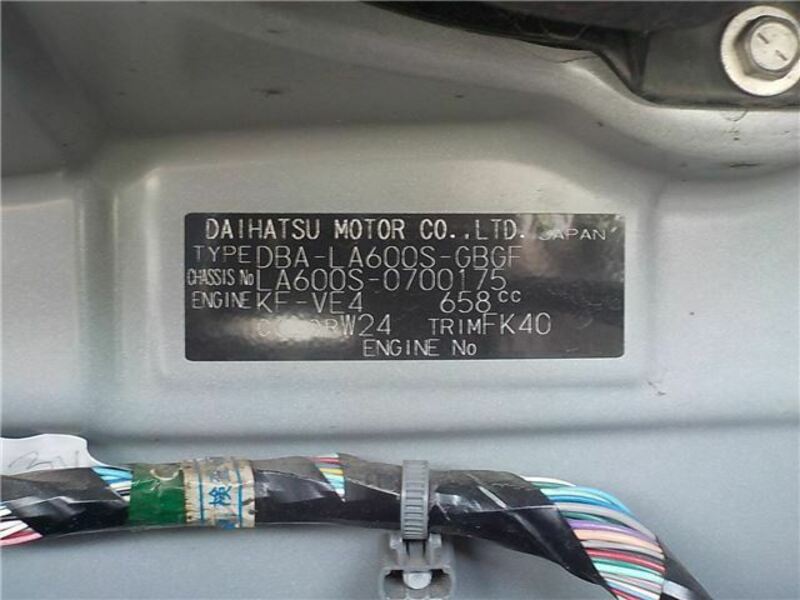 DAIHATSU MOTOR CO.,LTD. JAPAN
TYPE DBA-LA600S-GBGF
CHASSIS No LA600S-0700175
ENGINE KF-VE4 658cc
COLOR W24 TRIM FK40
ENGINE No
検